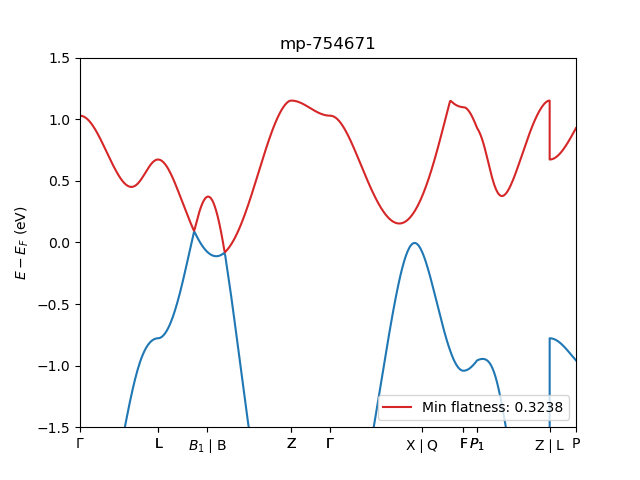 mp-754671
E − E_F (eV)
1.5
1.0
0.5
0.0
−0.5
−1.0
−1.5
Min flatness: 0.3238
Γ L B₁ | B Z Γ X | Q F P₁ Z | L P